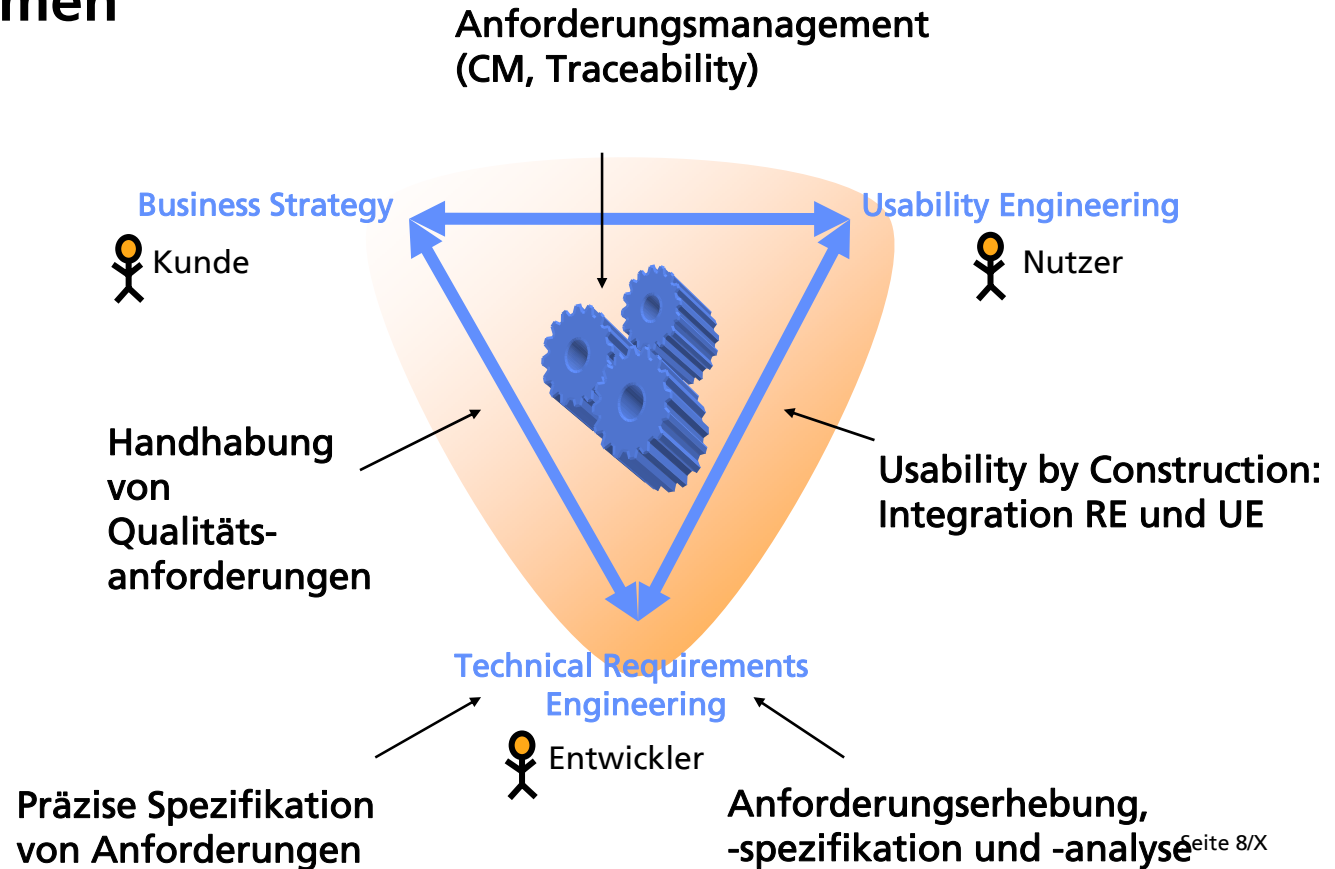 men
Anforderungsmanagement
(CM, Traceability)
Business Strategy
Usability Engineering
Kunde
Nutzer
Handhabung
von
Qualitäts-
anforderungen
Usability by Construction:
Integration RE und UE
Technical Requirements
Engineering
Entwickler
Präzise Spezifikation
von Anforderungen
Anforderungserhebung,
-spezifikation und -analyse
Seite 8/X